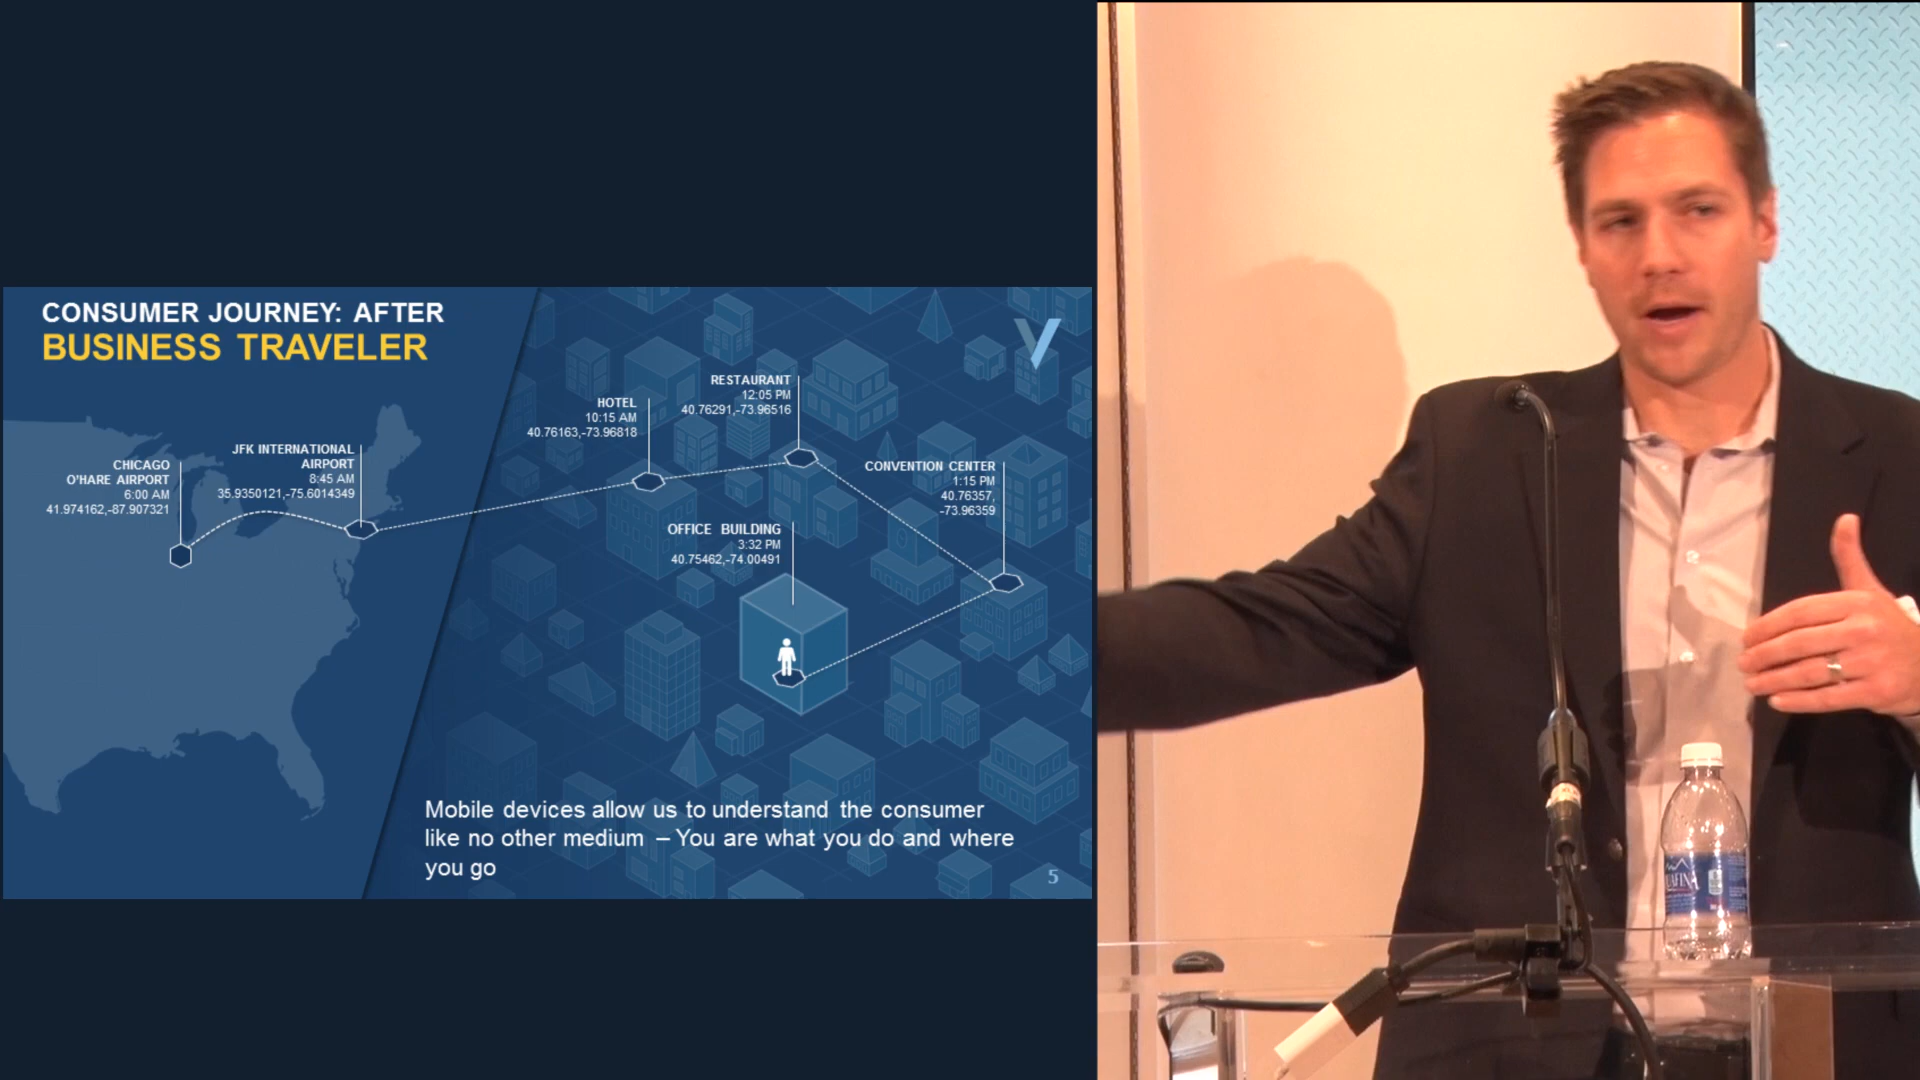 CONSUMER JOURNEY: AFTER
BUSINESS TRAVELER
CHICAGO
O'HARE AIRPORT
6:00 AM
41.974162,-87.907321
JFK INTERNATIONAL
AIRPORT
8:45 AM
35.9350121,-75.6014349
HOTEL
10:15 AM
40.76163,-73.96818
RESTAURANT
12:05 PM
40.76291,-73.96516
CONVENTION CENTER
1:15 PM
40.76357,
-73.96359
OFFICE BUILDING
3:32 PM
40.75462,-74.00491
Mobile devices allow us to understand the consumer
like no other medium – You are what you do and where
you go
5